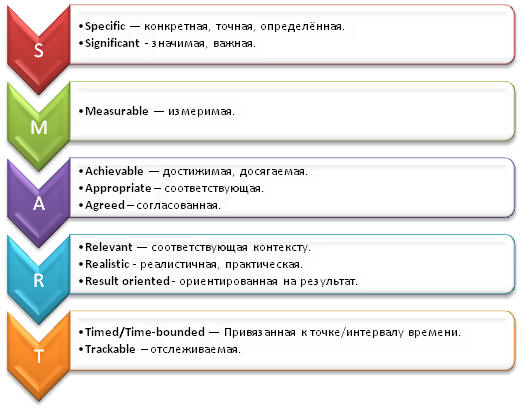 S
• Specific — конкретная, точная, определённая.
• Significant - значимая, важная.
M
• Measurable — измеримая.
A
• Achievable — достижимая, досягаемая.
• Appropriate – соответствующая.
• Agreed – согласованная.
R
• Relevant — соответствующая контексту.
• Realistic - реалистичная, практическая.
• Result oriented - ориентированная на результат.
T
• Timed/Time-bounded — Привязанная к точке/интервалу времени.
• Trackable – отслеживаемая.